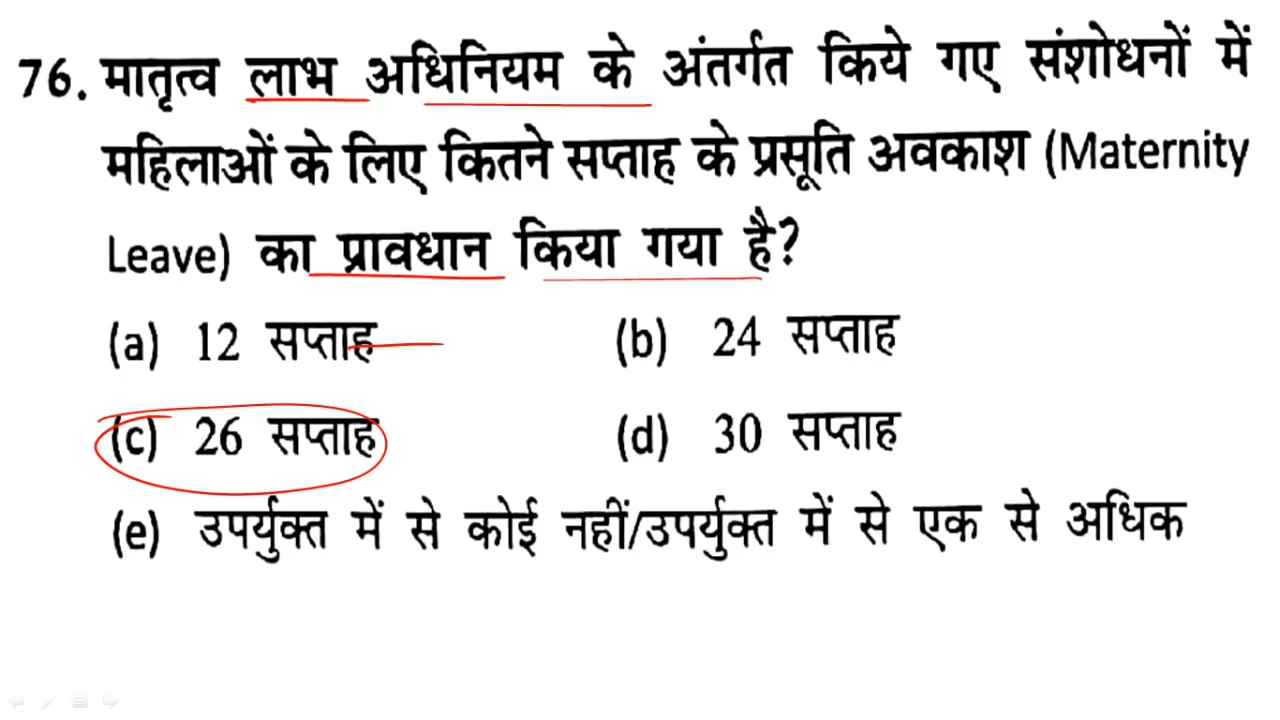 76. मातृत्व लाभ अधिनियम के अंतर्गत किये गए संशोधनों में
महिलाओं के लिए कितने सप्ताह के प्रसूति अवकाश (Maternity
Leave) का प्रावधान किया गया है?
(a) 12 सप्ताह (b) 24 सप्ताह
(c) 26 सप्ताह (d) 30 सप्ताह
(e) उपर्युक्त में से कोई नहीं/उपर्युक्त में से एक से अधिक